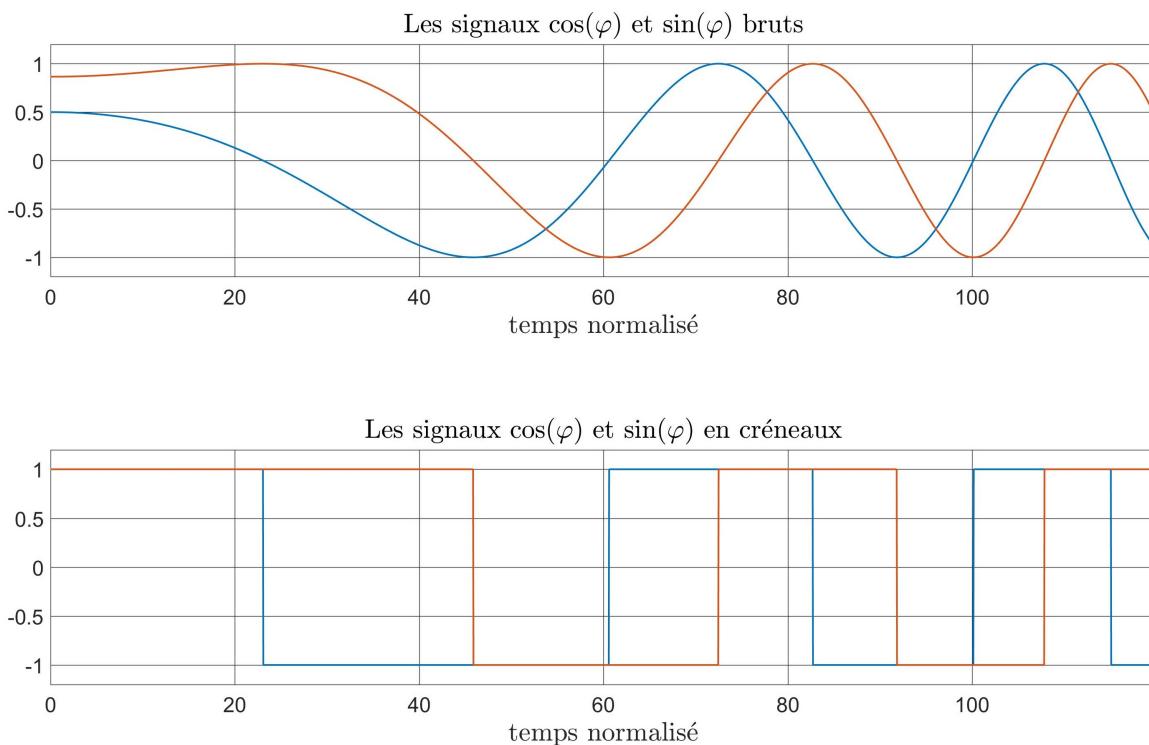 Les signaux cos(φ) et sin(φ) bruts
1
0.5
0
-0.5
-1
0 20 40 60 80 100
temps normalisé
Les signaux cos(φ) et sin(φ) en créneaux
1
0.5
0
-0.5
-1
0 20 40 60 80 100
temps normalisé